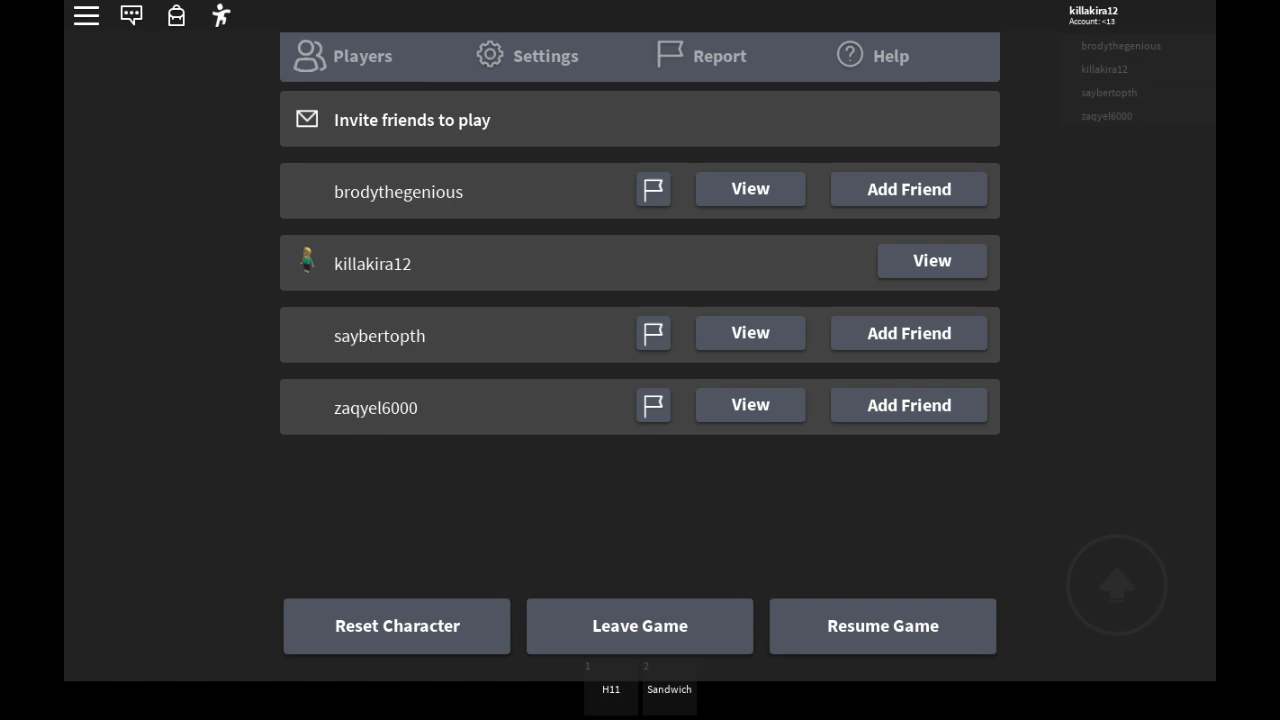 killakira12
Account: <13
brodythegenious
killakira12
saybertopth
zaqyel6000
Players
Settings
Report
Help
Invite friends to play
brodythegenious
View
Add Friend
killakira12
View
saybertopth
View
Add Friend
zaqyel6000
View
Add Friend
Reset Character
Leave Game
Resume Game
1
2
H11
Sandwich